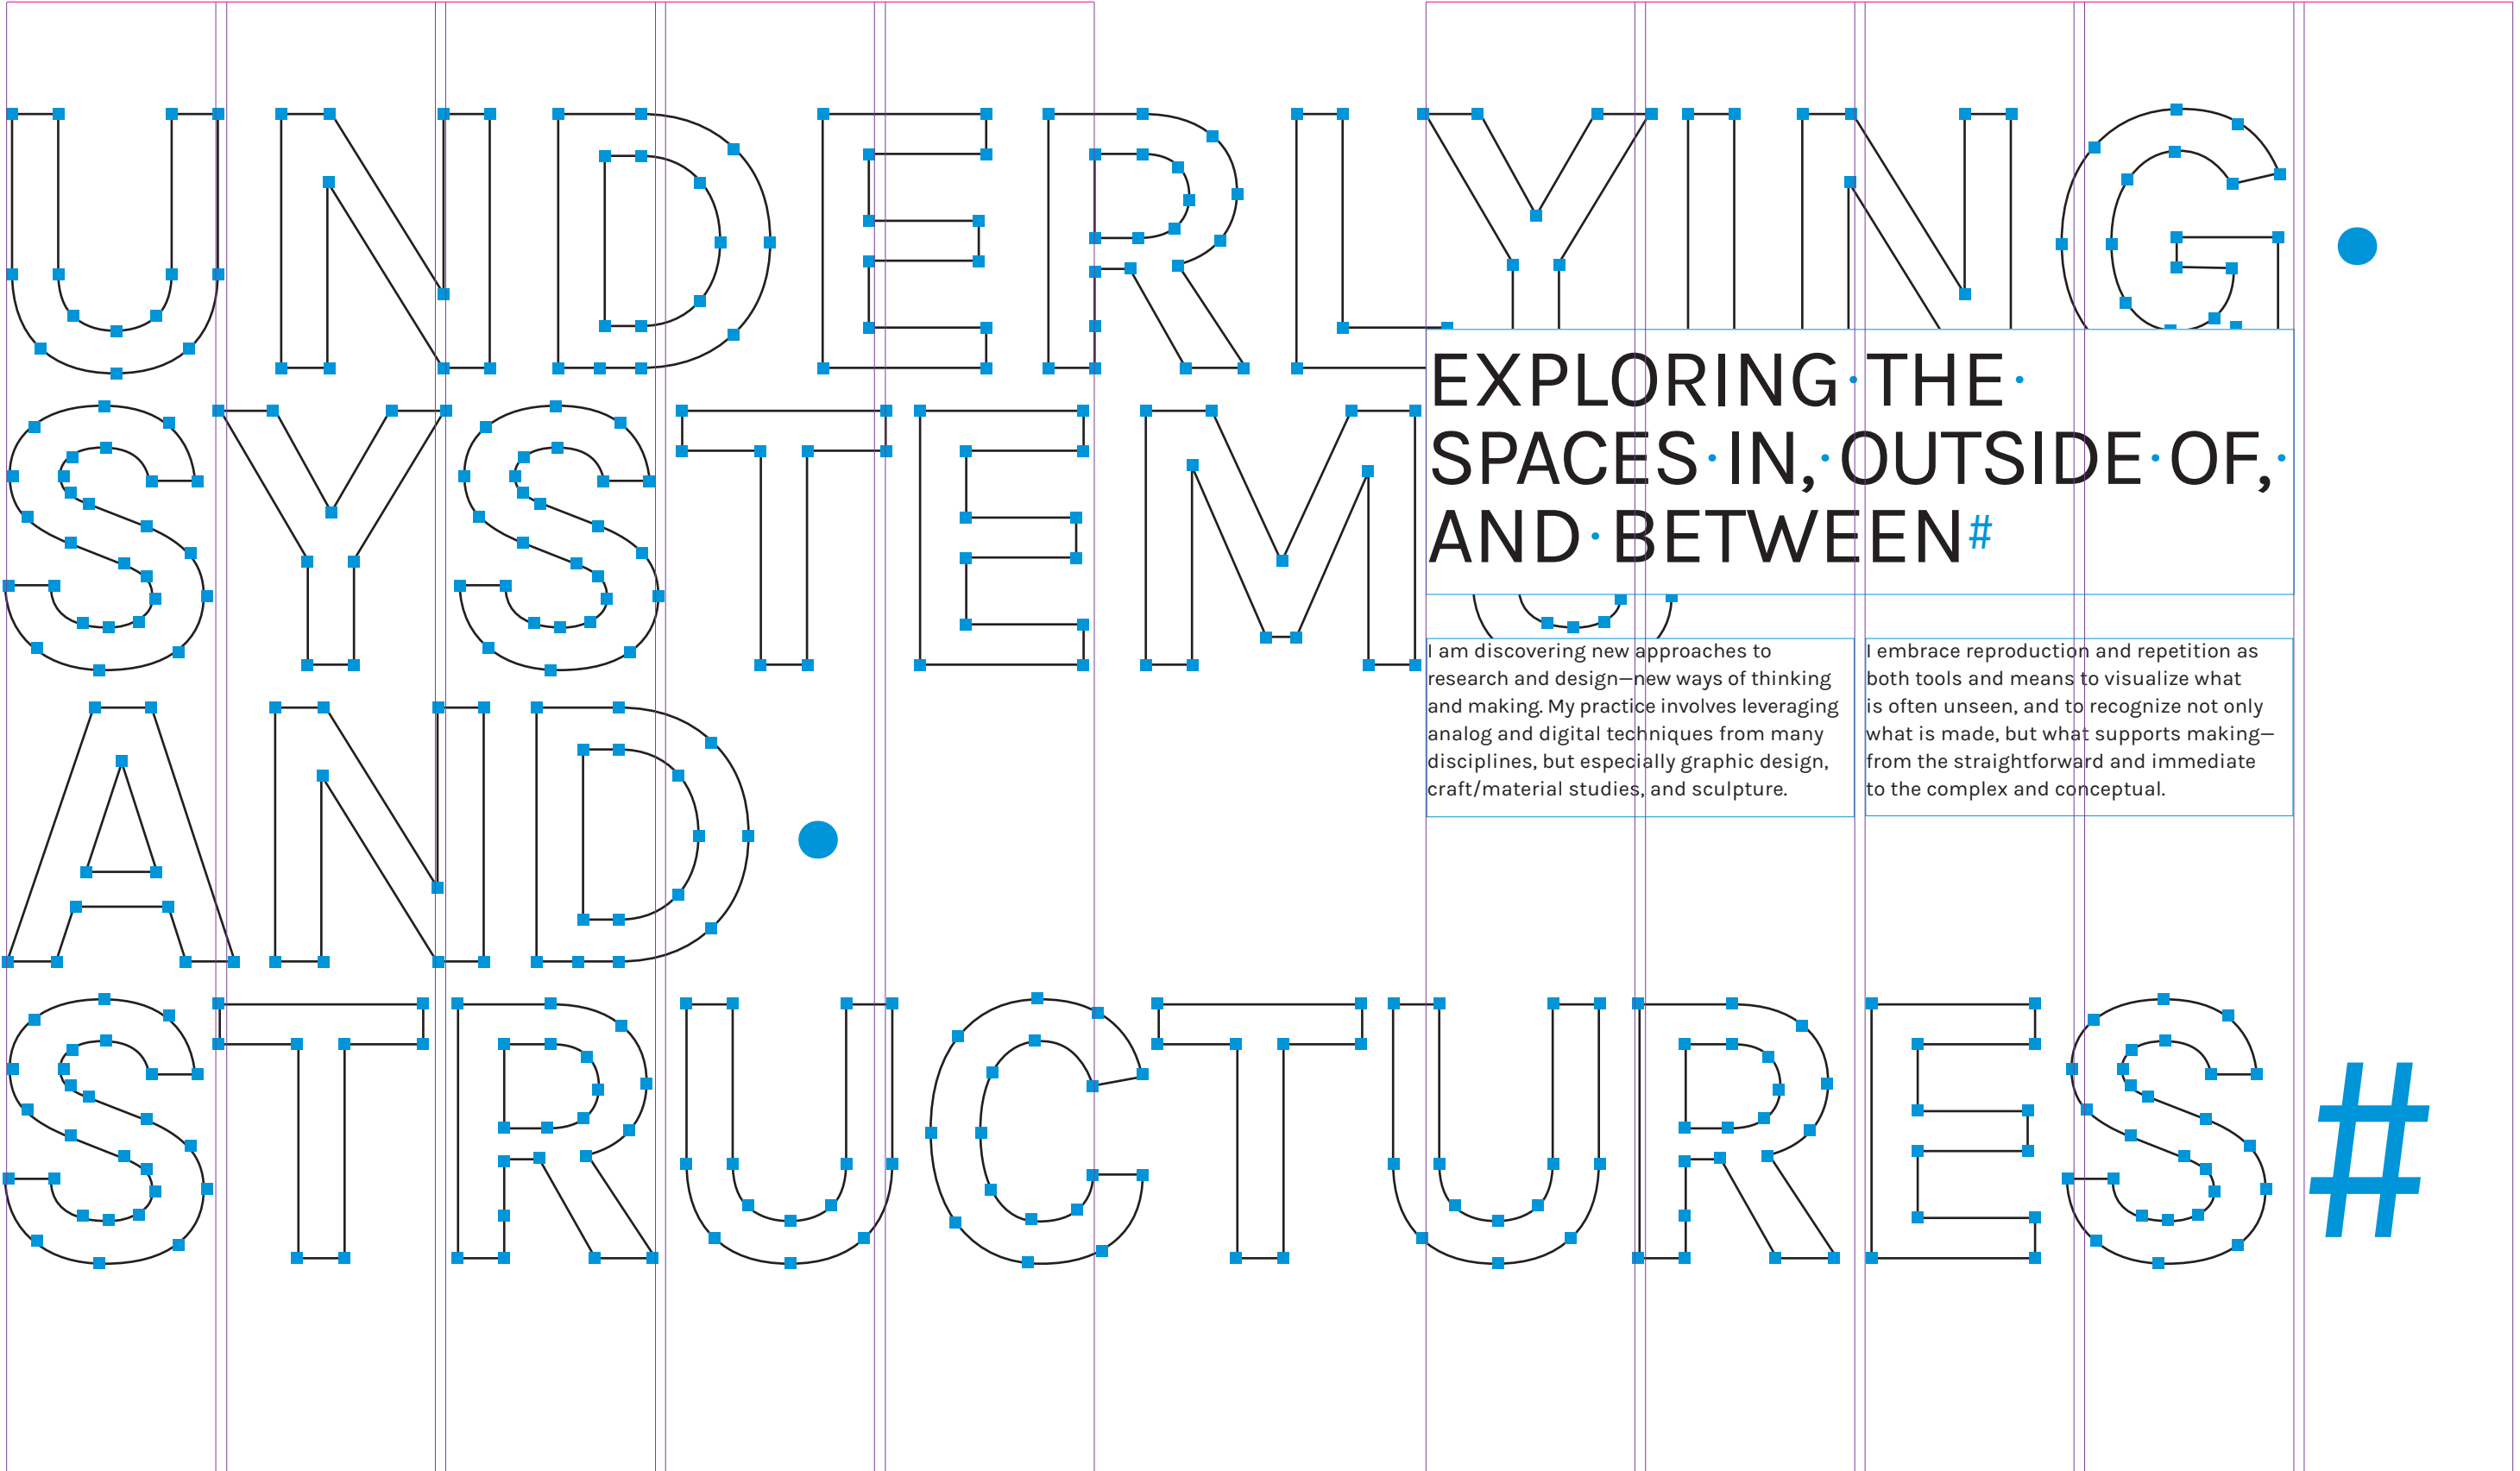 UNDERLYING·
SYSTEMS
AND·
STRUCTURES#
EXPLORING·THE·
SPACES·IN,·OUTSIDE·OF,·
AND·BETWEEN#
I am discovering new approaches to
research and design—new ways of thinking
and making. My practice involves leveraging
analog and digital techniques from many
disciplines, but especially graphic design,
craft/material studies, and sculpture.
I embrace reproduction and repetition as
both tools and means to visualize what
is often unseen, and to recognize not only
what is made, but what supports making—
from the straightforward and immediate
to the complex and conceptual.